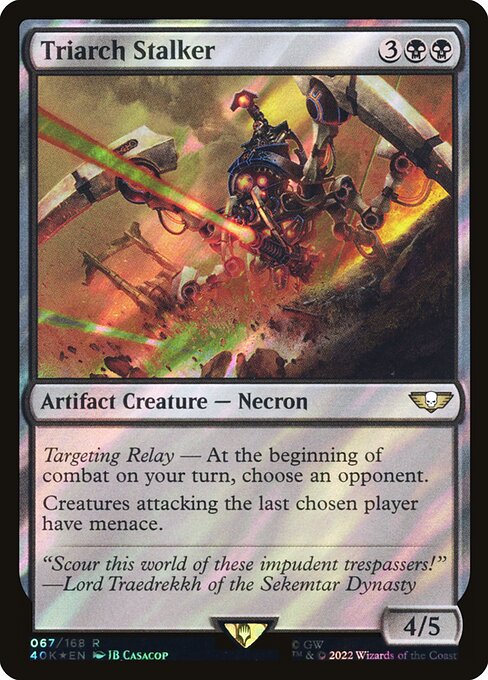 Triarch Stalker 3
Artifact Creature — Necron
Targeting Relay — At the beginning of
combat on your turn, choose an opponent.
Creatures attacking the last chosen player
have menace.
“Scour this world of these impudent trespassers!”
—Lord Traedrekkh of the Sekemtar Dynasty
4/5
067/168 R
40K★EN JB Casacop
© GW
™ & © 2022 Wizards of the Coast